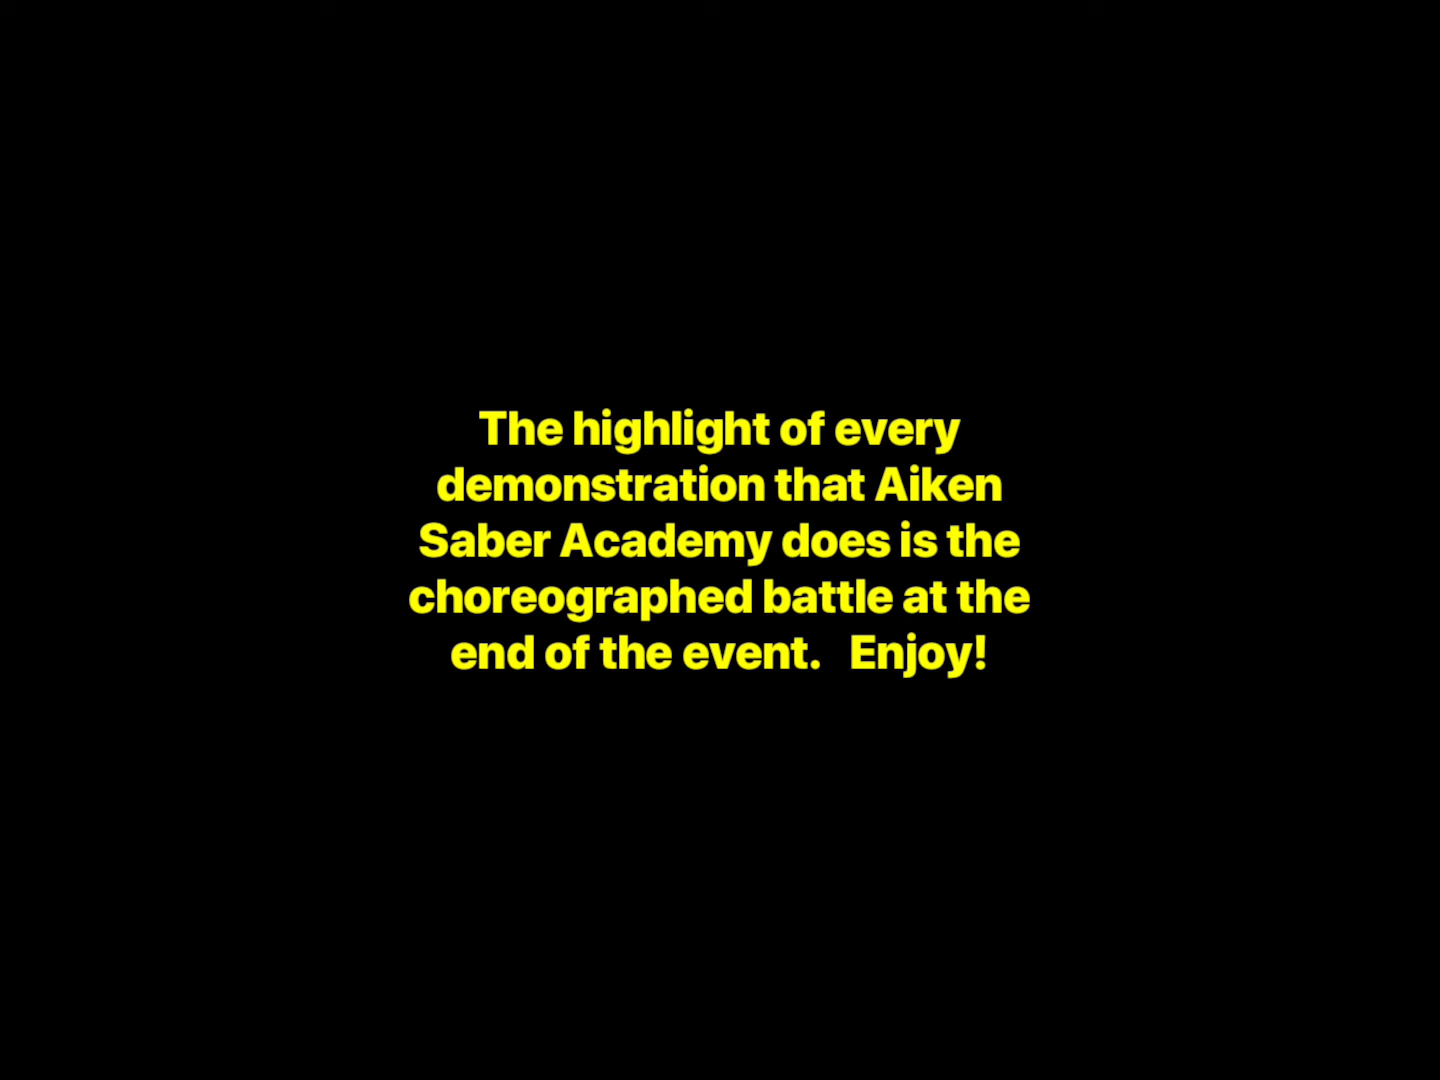 The highlight of every
demonstration that Aiken
Saber Academy does is the
choreographed battle at the
end of the event.   Enjoy!